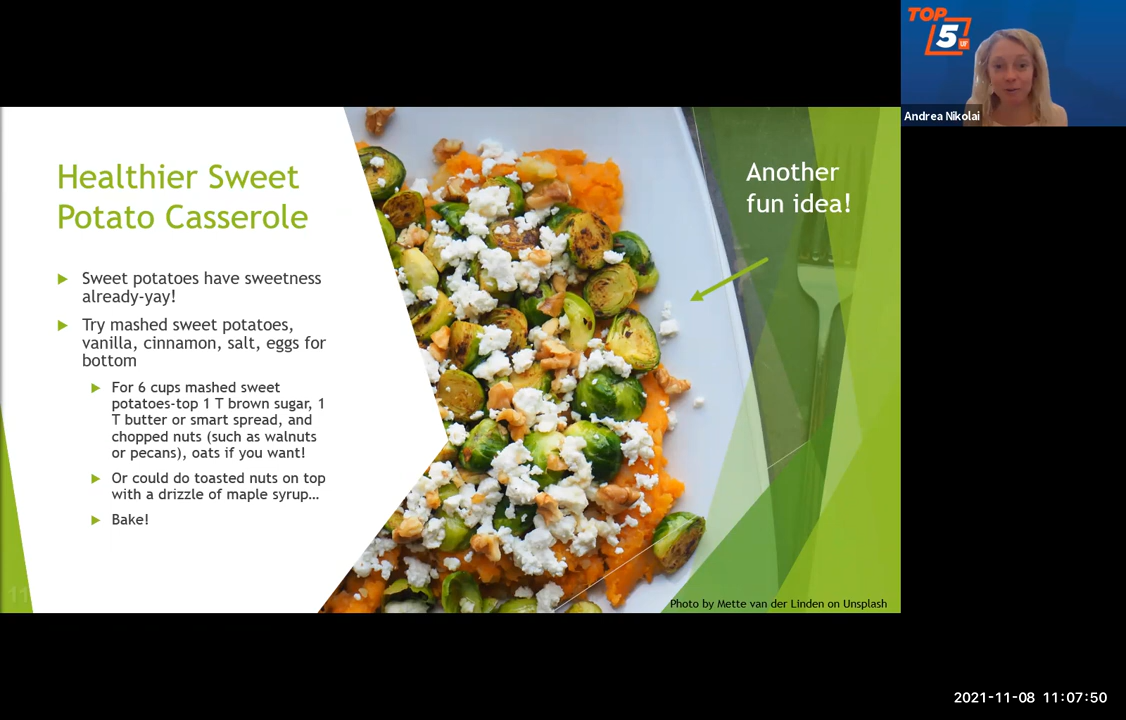 TOP
5
UF
Andrea Nikolai
Healthier Sweet
Potato Casserole
Another
fun idea!
Sweet potatoes have sweetness
already-yay!
Try mashed sweet potatoes,
vanilla, cinnamon, salt, eggs for
bottom
For 6 cups mashed sweet
potatoes-top 1 T brown sugar, 1
T butter or smart spread, and
chopped nuts (such as walnuts
or pecans), oats if you want!
Or could do toasted nuts on top
with a drizzle of maple syrup…
Bake!
11
Photo by Mette van der Linden on Unsplash
2021-11-08 11:07:50